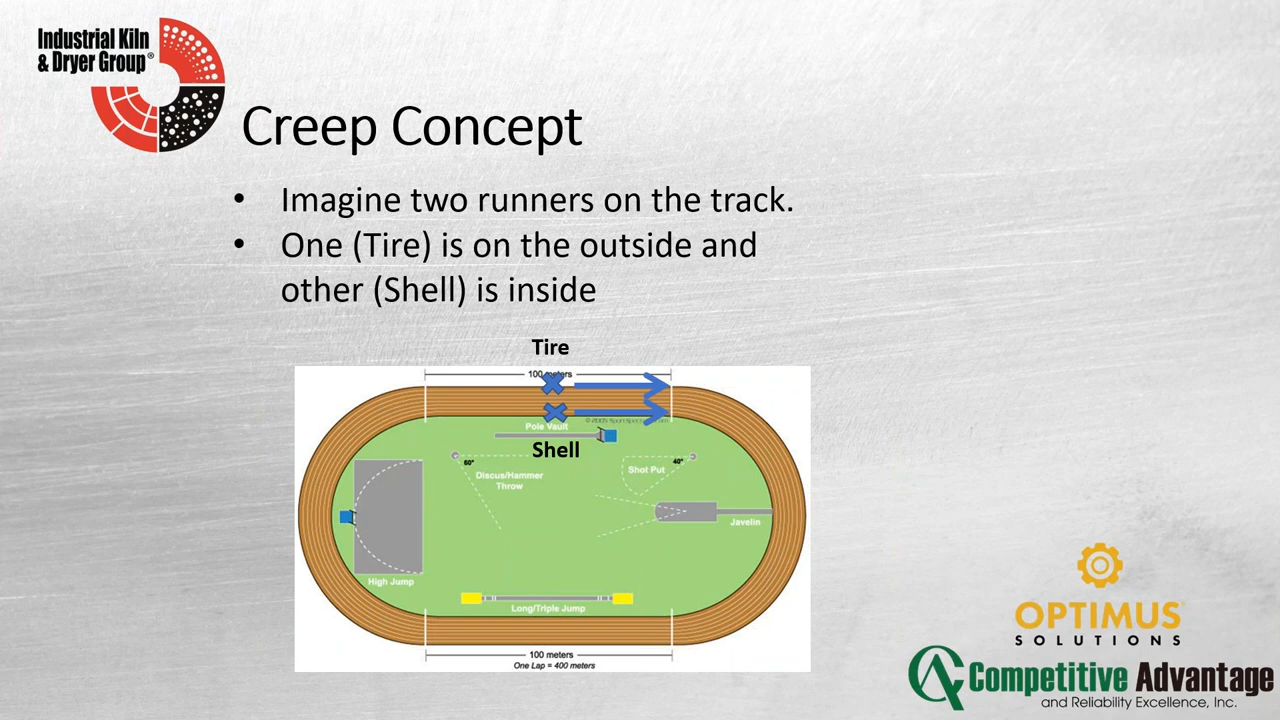 Industrial Kiln
& Dryer Group®
Creep Concept
• Imagine two runners on the track.
• One (Tire) is on the outside and
other (Shell) is inside
Tire
100 meters
Pole Vault
Shell
60°
Discus/Hammer
Throw
Shot Put
40°
Javelin
High Jump
Long/Triple Jump
100 meters
One Lap = 400 meters
OPTIMUS
SOLUTIONS
Competitive Advantage
and Reliability Excellence, Inc.